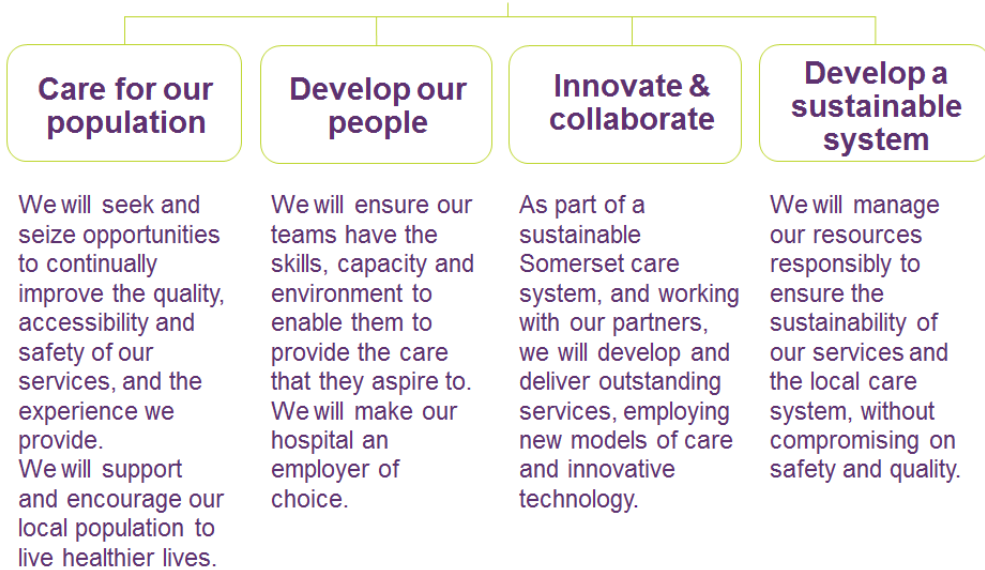 Care for our
population
We will seek and
seize opportunities
to continually
improve the quality,
accessibility and
safety of our
services, and the
experience we
provide.
We will support
and encourage our
local population to
live healthier lives.
Develop our
people
We will ensure our
teams have the
skills, capacity and
environment to
enable them to
provide the care
that they aspire to.
We will make our
hospital an
employer of
choice.
Innovate &
collaborate
As part of a
sustainable
Somerset care
system, and working
with our partners,
we will develop and
deliver outstanding
services, employing
new models of care
and innovative
technology.
Develop a
sustainable
system
We will manage
our resources
responsibly to
ensure the
sustainability of
our services and
the local care
system, without
compromising on
safety and quality.